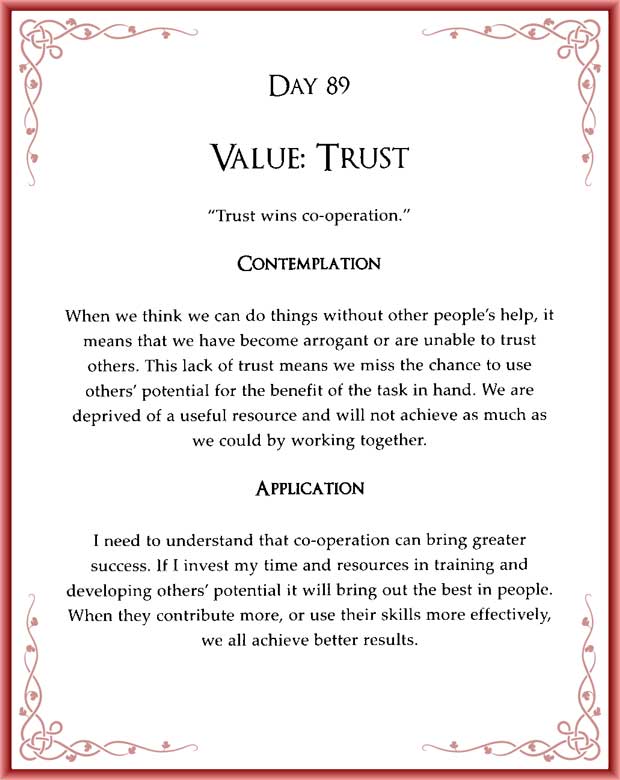 Day 89
Value: Trust
“Trust wins co-operation.”
Contemplation
When we think we can do things without other people’s help, it
means that we have become arrogant or are unable to trust
others. This lack of trust means we miss the chance to use
others’ potential for the benefit of the task in hand. We are
deprived of a useful resource and will not achieve as much as
we could by working together.
Application
I need to understand that co-operation can bring greater
success. If I invest my time and resources in training and
developing others’ potential it will bring out the best in people.
When they contribute more, or use their skills more effectively,
we all achieve better results.